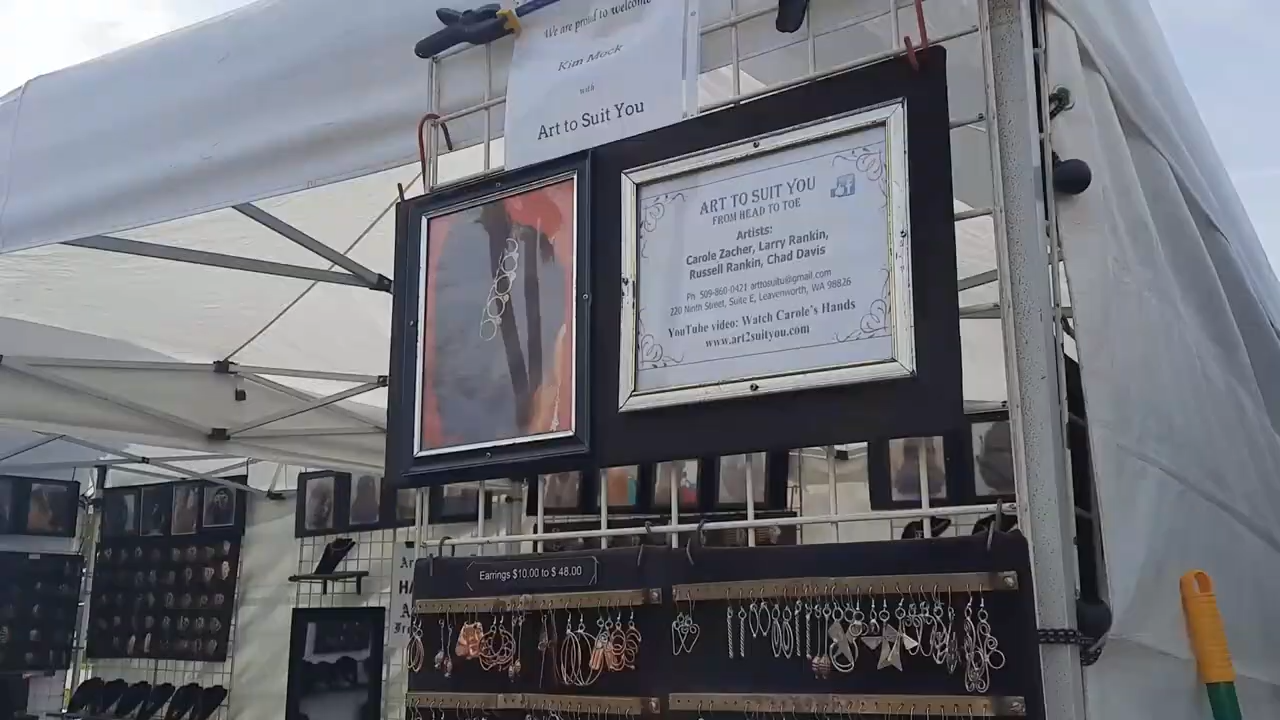 We are proud to welcome
Kim Mock
with
Art to Suit You
ART TO SUIT YOU
FROM HEAD TO TOE
Artists:
Carole Zacher, Larry Rankin,
Russell Rankin, Chad Davis
Ph 509-860-0421 arttosuitu@gmail.com
220 Ninth Street, Suite E, Leavenworth, WA 98826
YouTube video: Watch Carole's Hands
www.art2suityou.com
Earrings $10.00 to $ 48.00